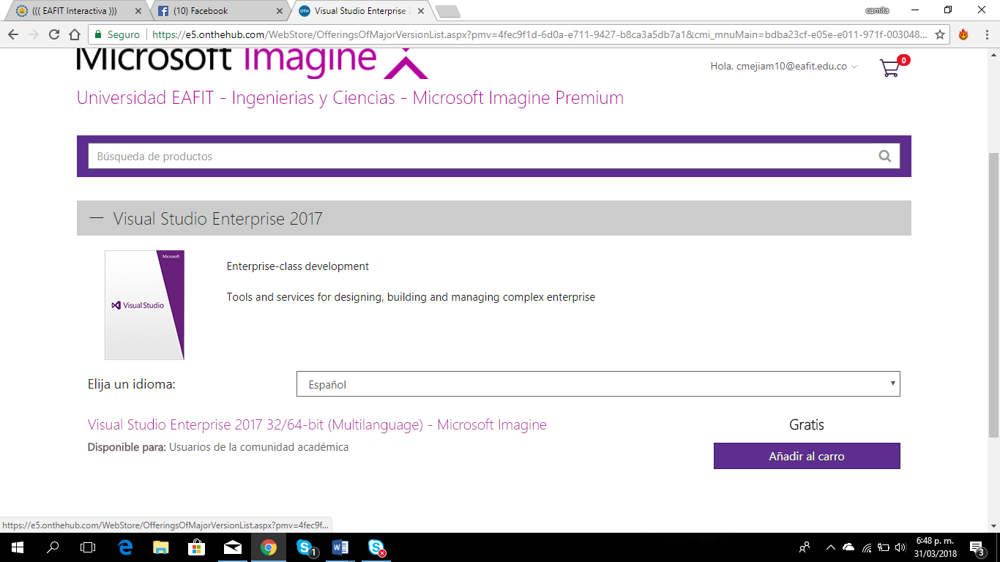 ((( EAFIT Interactiva )))
(10) Facebook
Visual Studio Enterprise 2
camila
Seguro
https://e5.onthehub.com/WebStore/OfferingsOfMajorVersionList.aspx?pmv=4fec9f1d-6d0a-e711-9427-b8ca3a5db7a1&cmi_mnuMain=bdba23cf-e05e-e011-971f-003048...
Microsoft Imagine
Hola, cmejiam10@eafit.edu.co
0
Universidad EAFIT - Ingenierias y Ciencias - Microsoft Imagine Premium
Búsqueda de productos
Visual Studio Enterprise 2017
Microsoft
Visual Studio
Enterprise-class development
Tools and services for designing, building and managing complex enterprise
Elija un idioma:
Español
Visual Studio Enterprise 2017 32/64-bit (Multilanguage) - Microsoft Imagine
Gratis
Disponible para: Usuarios de la comunidad académica
Añadir al carro
https://e5.onthehub.com/WebStore/OfferingsOfMajorVersionList.aspx?pmv=4fec9f...
1
6:48 p. m.
31/03/2018
3